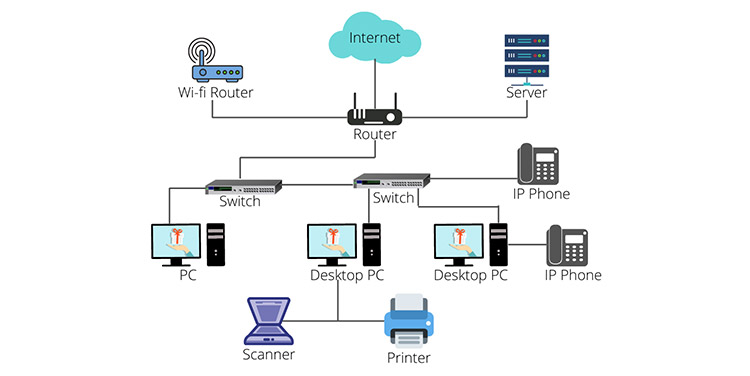 Internet
Wi-fi Router
Server
Router
IP Phone
Switch
Switch
PC
Desktop PC
Desktop PC
IP Phone
Scanner
Printer